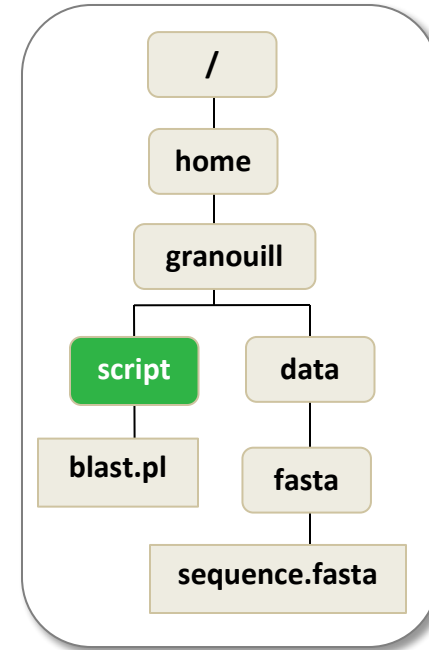 /
home
granouill
script
data
blast.pl
fasta
sequence.fasta